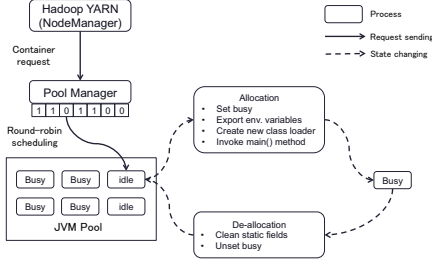 Hadoop YARN
(NodeManager)
Process
Request sending
State changing
Container
request
Pool Manager
1 1 0 1 1 0 0
Round-robin
scheduling
Allocation
• Set busy
• Export env. variables
• Create new class loader
• Invoke main() method
Busy Busy idle
Busy Busy idle
JVM Pool
Busy
De-allocation
• Clean static fields
• Unset busy